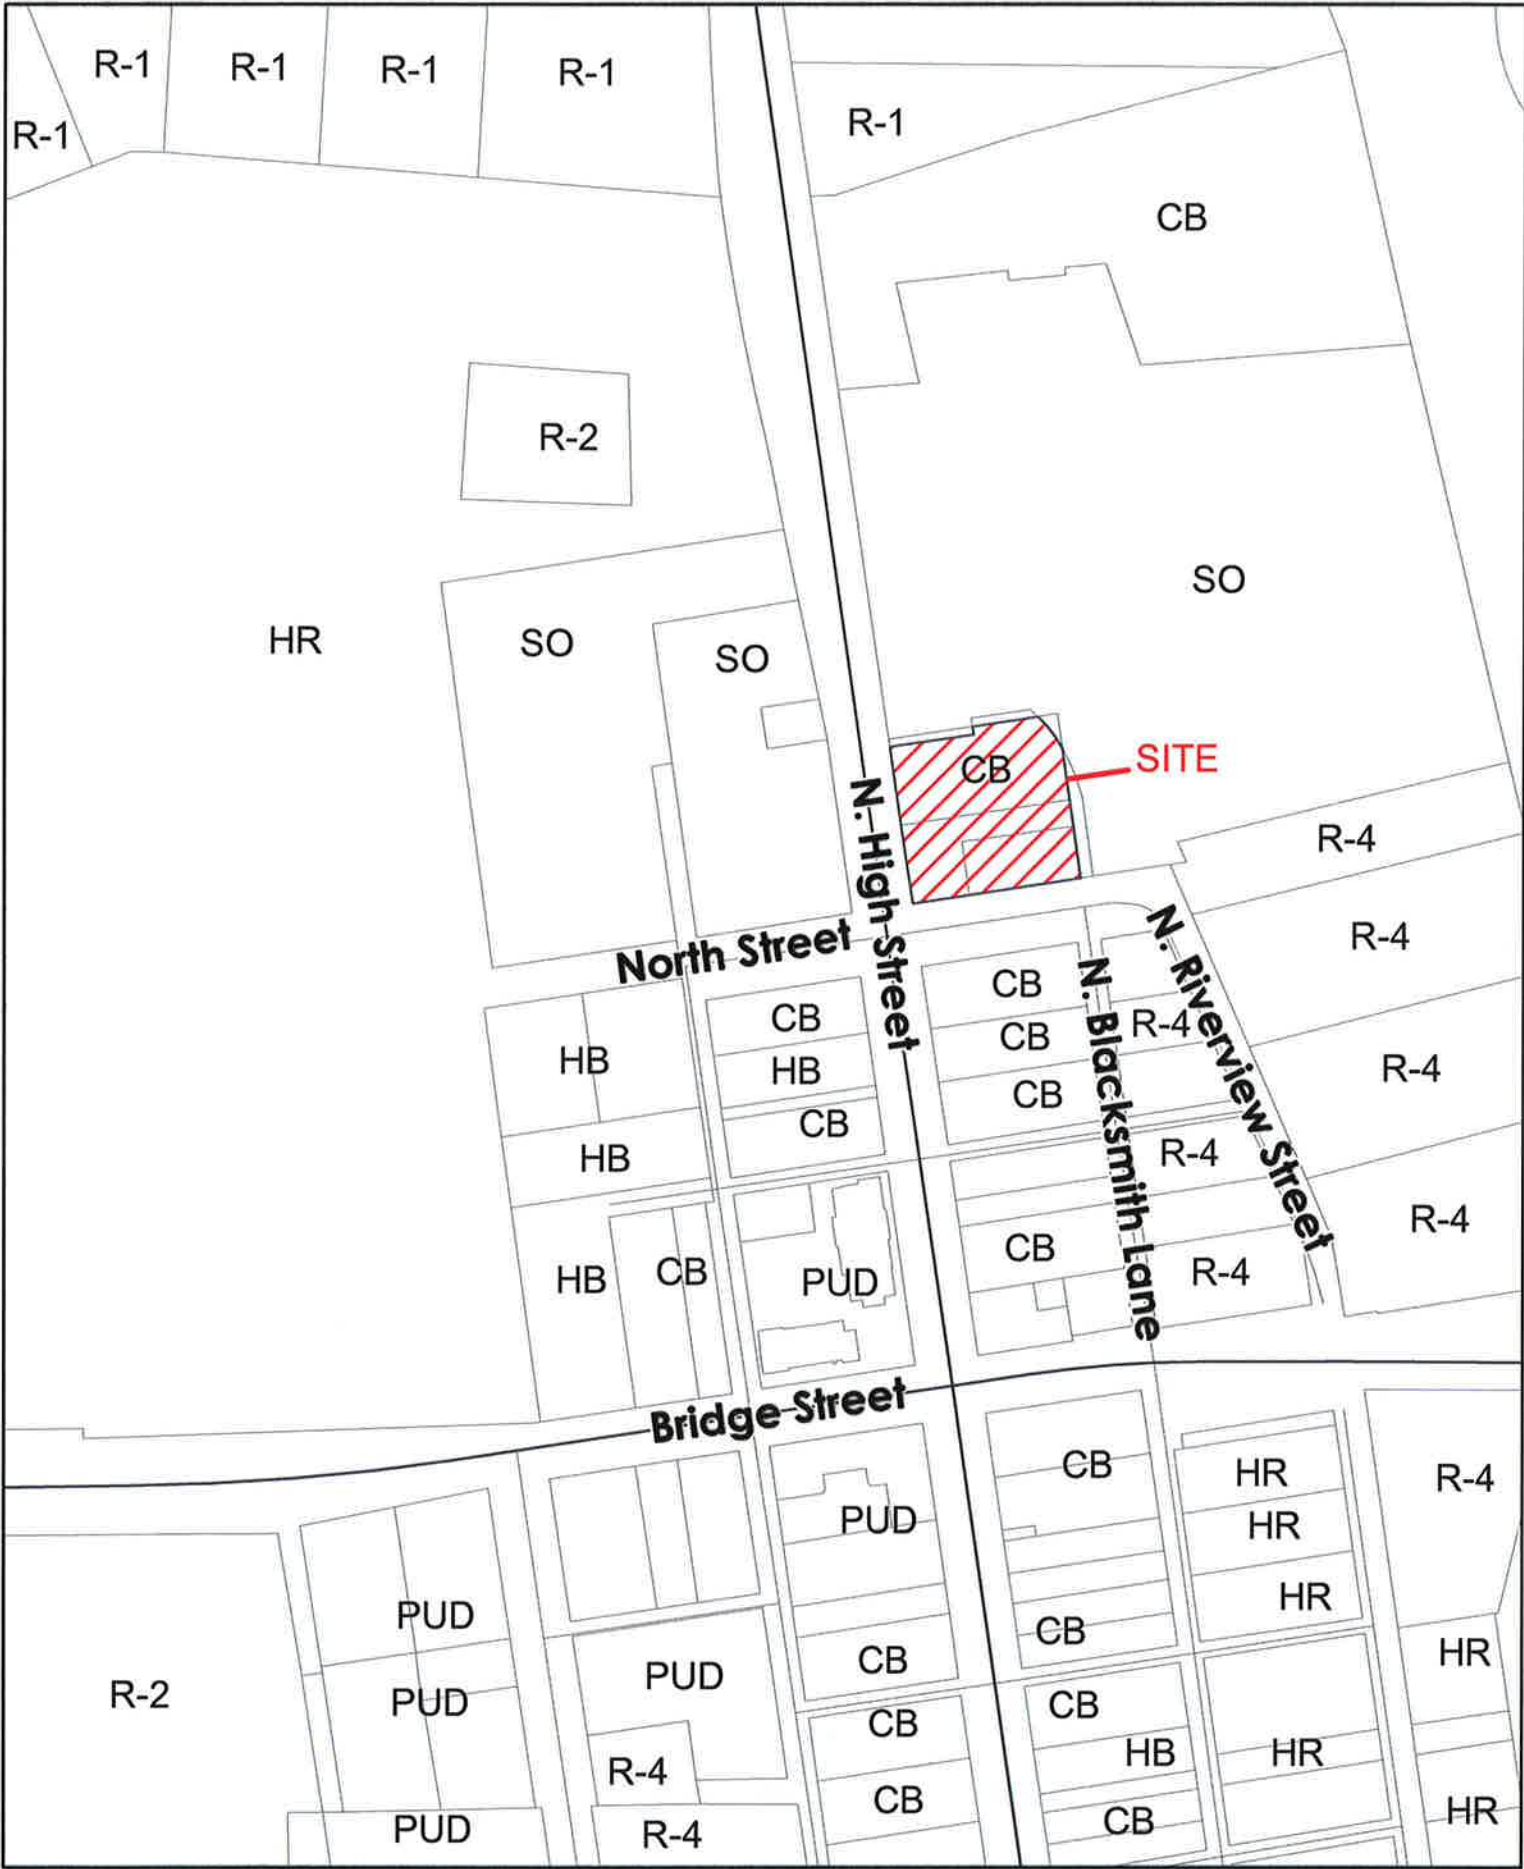 R-1
R-1
R-1
R-1
R-1
R-1
CB
R-2
SO
HR
SO
SO
CB
SITE
N. High Street
R-4
R-4
North Street
N. Riverview Street
N. Blacksmith Lane
CB
CB
R-4
CB
HB
HB
CB
R-4
CB
CB
HB
R-4
R-4
CB
HB
CB
PUD
R-4
Bridge Street
CB
HR
R-4
PUD
HR
HR
PUD
CB
CB
HR
PUD
R-2
PUD
CB
CB
HB
HR
R-4
CB
HR
PUD
R-4
CB